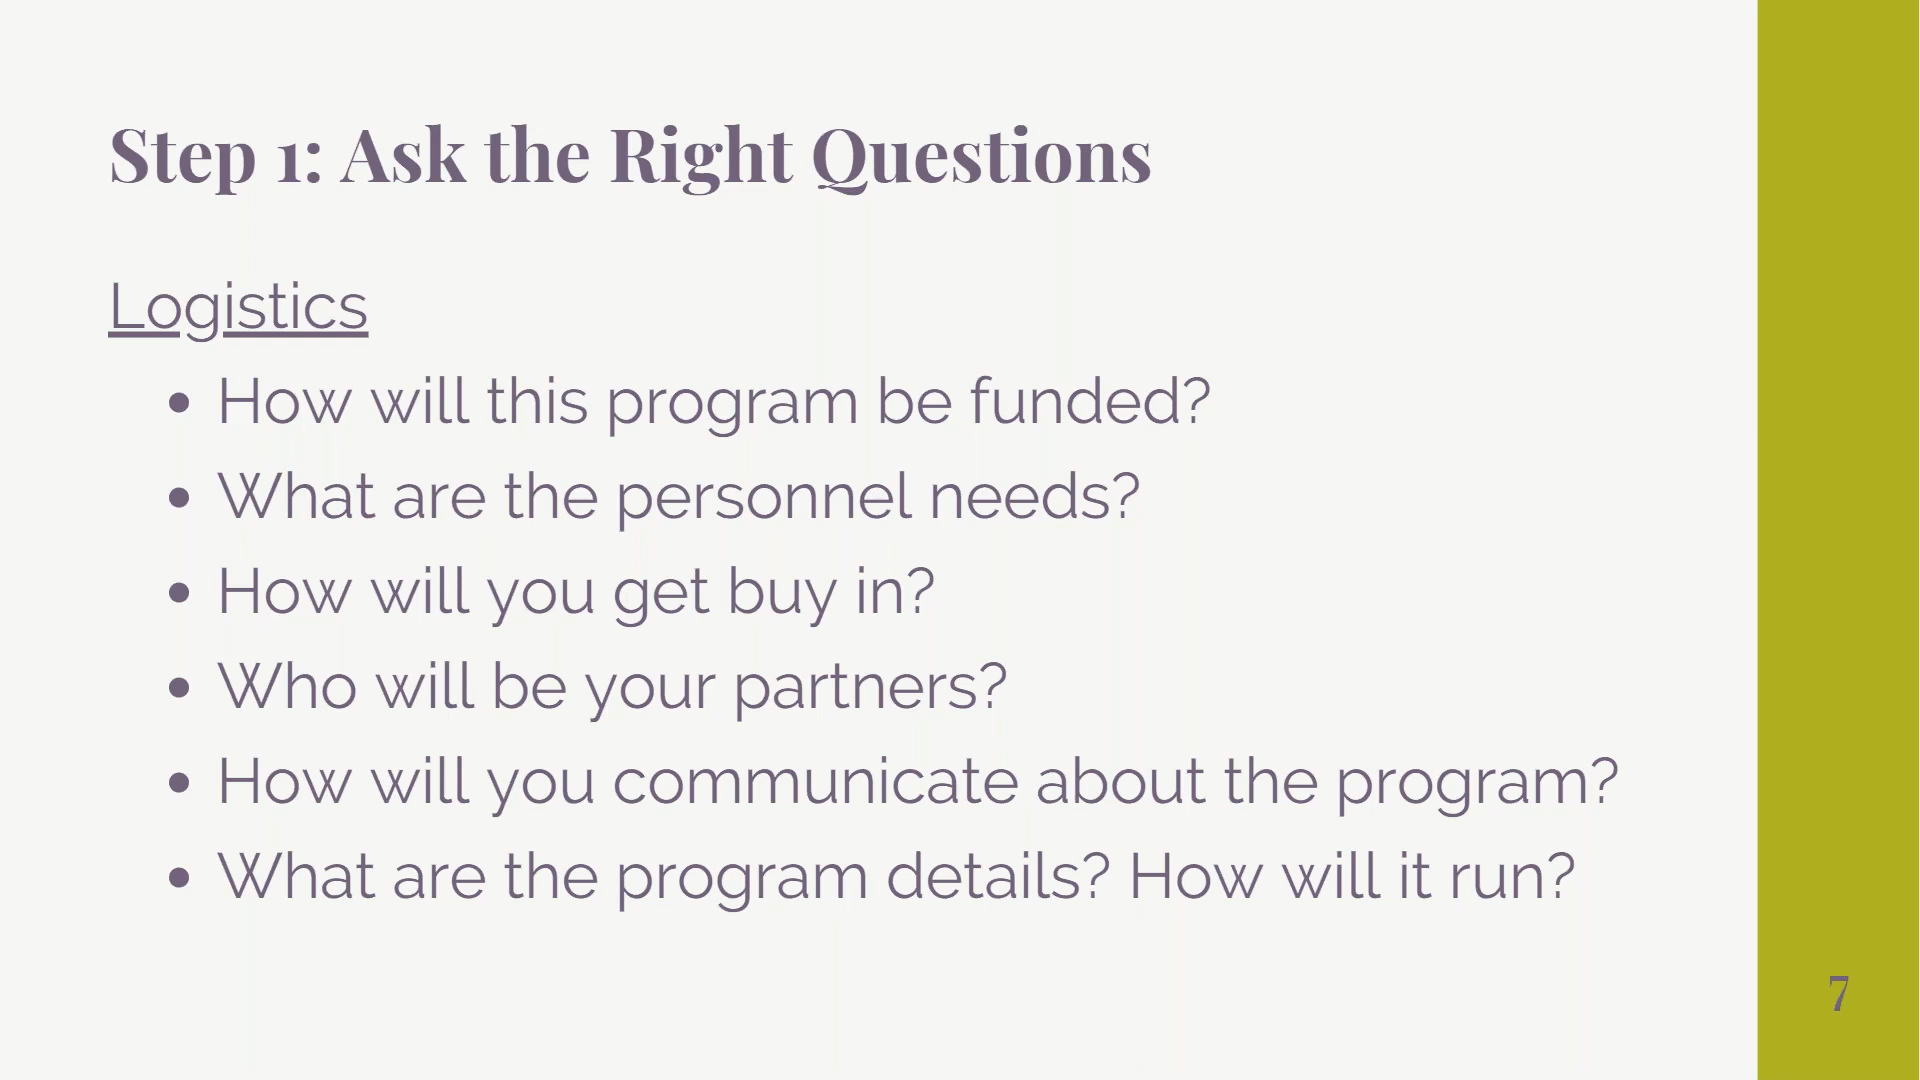 Step 1: Ask the Right Questions
Logistics
• How will this program be funded?
• What are the personnel needs?
• How will you get buy in?
• Who will be your partners?
• How will you communicate about the program?
• What are the program details? How will it run?
7